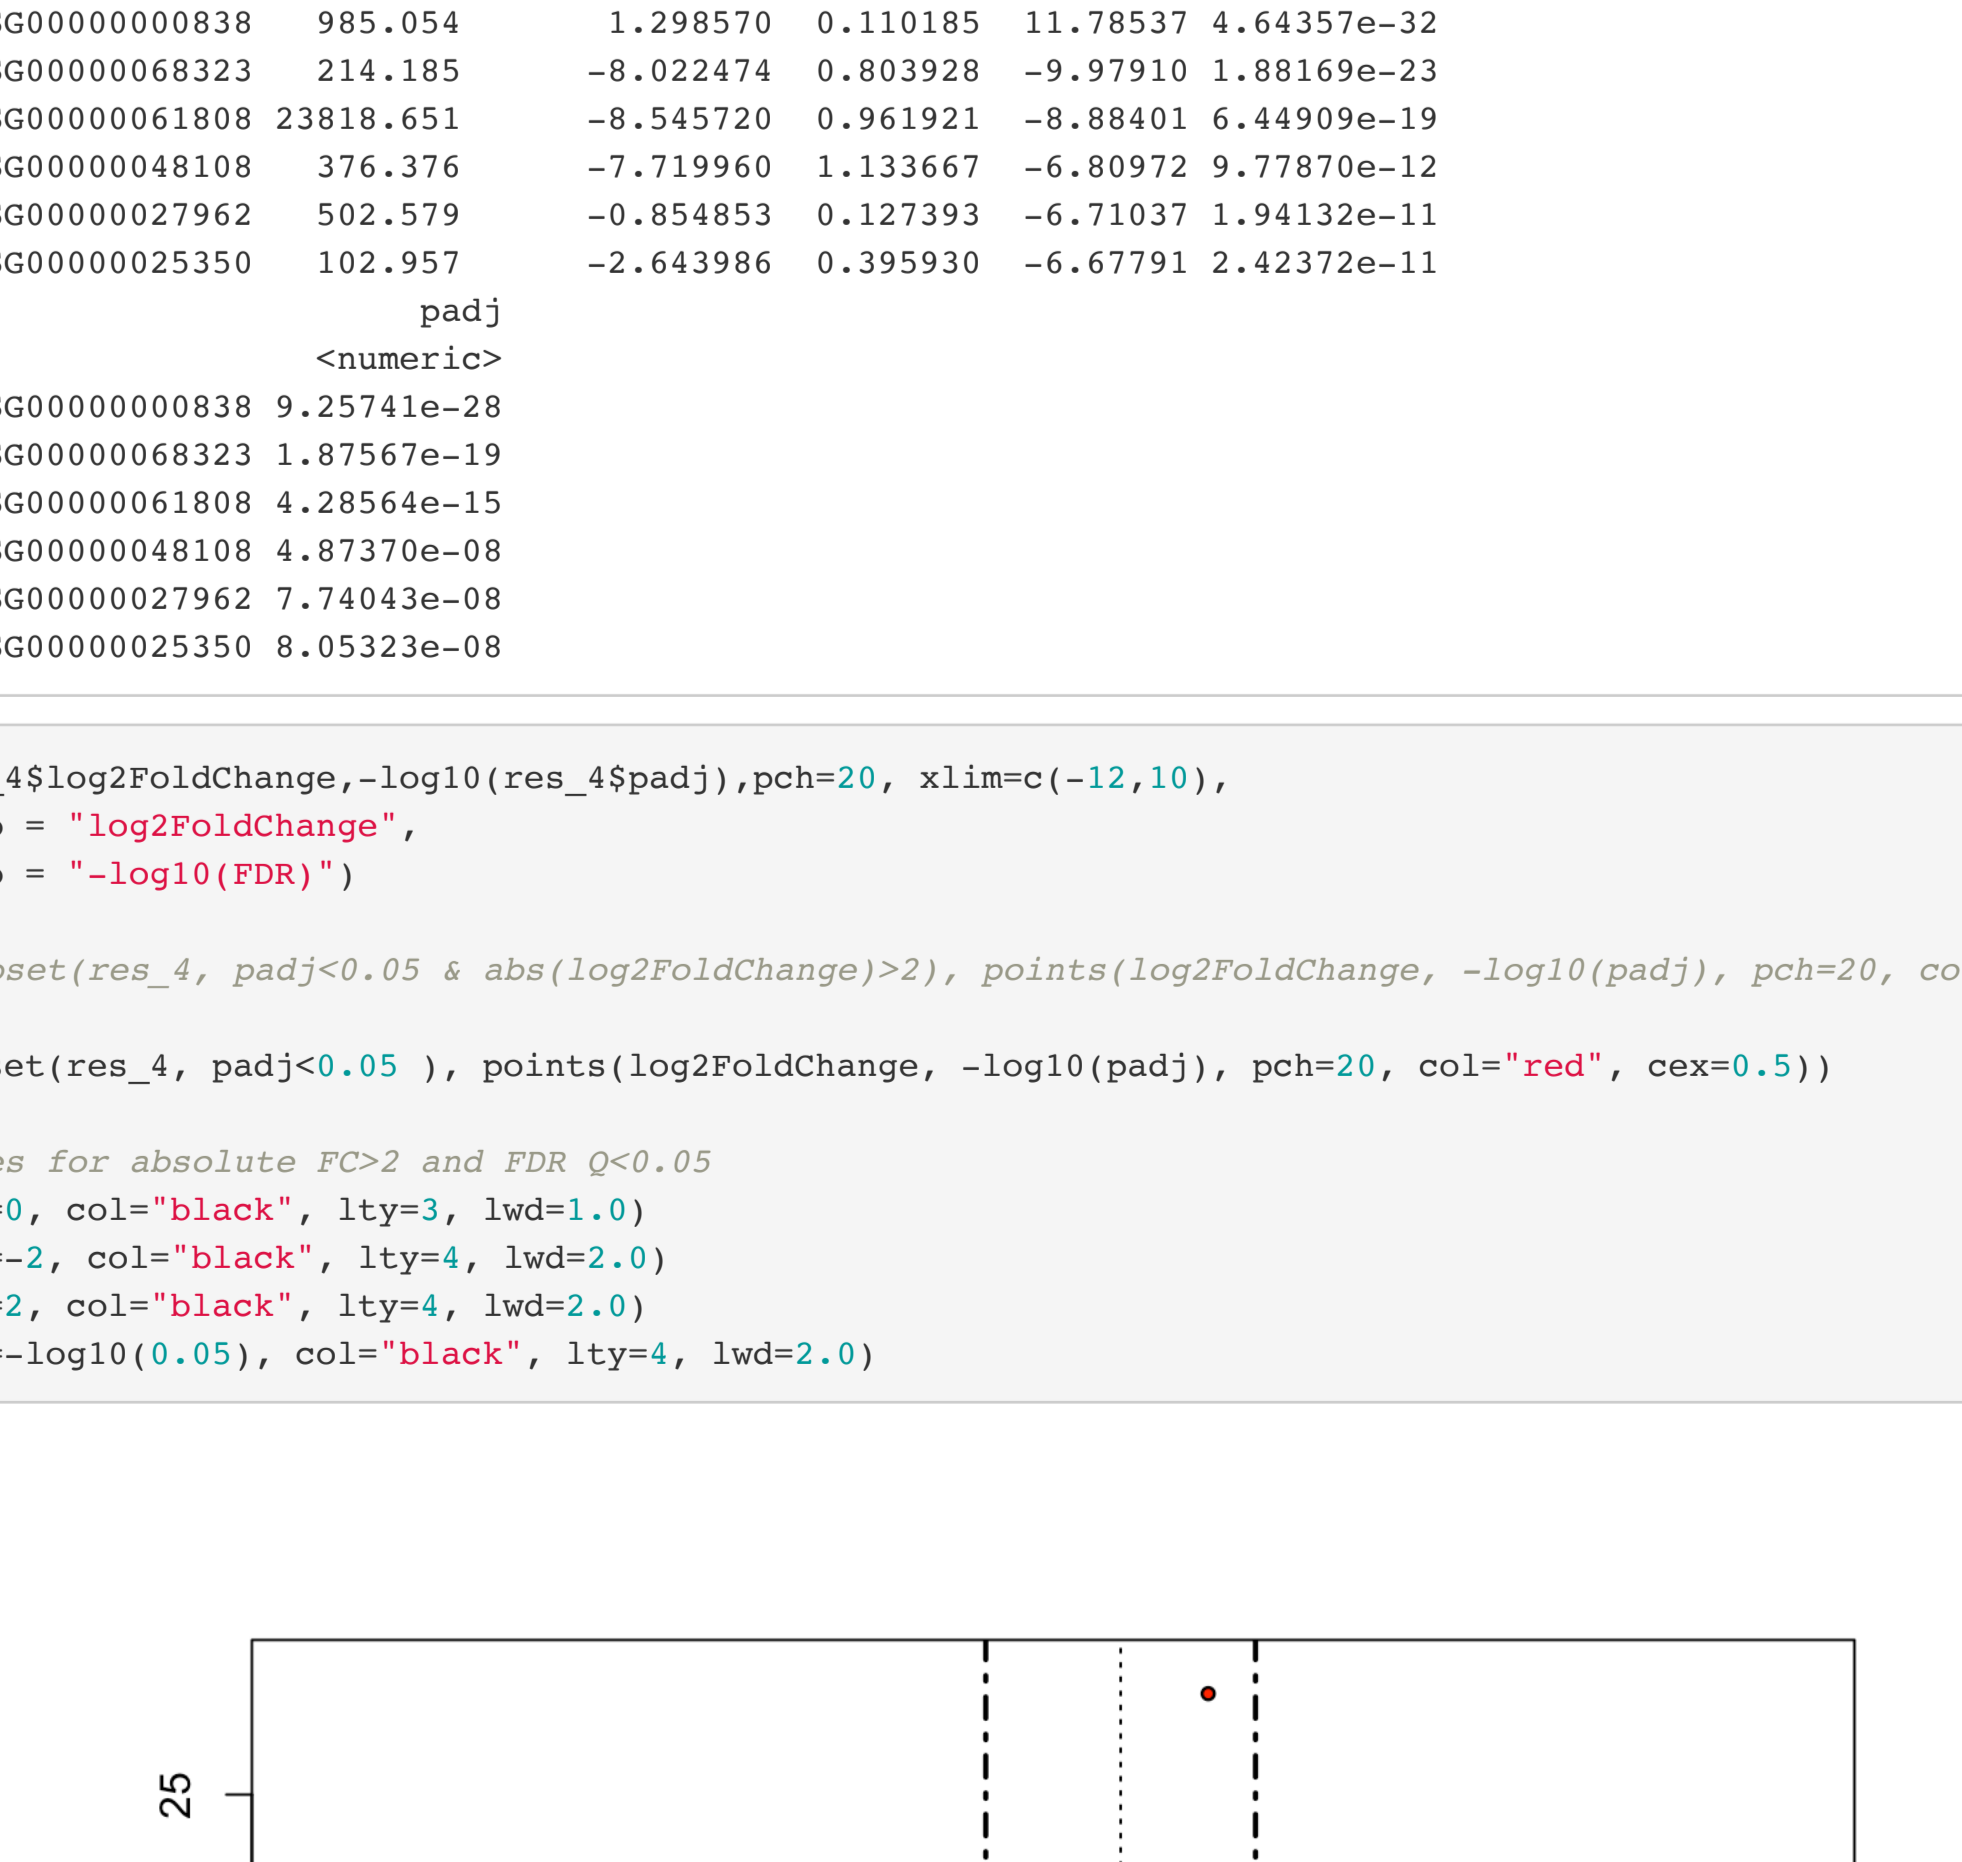 G00000000838 985.054 1.298570 0.110185 11.78537 4.64357e-32
G00000068323 214.185 -8.022474 0.803928 -9.97910 1.88169e-23
G00000061808 23818.651 -8.545720 0.961921 -8.88401 6.44909e-19
G00000048108 376.376 -7.719960 1.133667 -6.80972 9.77870e-12
G00000027962 502.579 -0.854853 0.127393 -6.71037 1.94132e-11
G00000025350 102.957 -2.643986 0.395930 -6.67791 2.42372e-11
padj
<numeric>
G00000000838 9.25741e-28
G00000068323 1.87567e-19
G00000061808 4.28564e-15
G00000048108 4.87370e-08
G00000027962 7.74043e-08
G00000025350 8.05323e-08
_4$log2FoldChange,-log10(res_4$padj),pch=20, xlim=c(-12,10),
= "log2FoldChange",
= "-log10(FDR)")
set(res_4, padj<0.05 & abs(log2FoldChange)>2), points(log2FoldChange, -log10(padj), pch=20, co
et(res_4, padj<0.05 ), points(log2FoldChange, -log10(padj), pch=20, col="red", cex=0.5))
es for absolute FC>2 and FDR Q<0.05
=0, col="black", lty=3, lwd=1.0)
=-2, col="black", lty=4, lwd=2.0)
=2, col="black", lty=4, lwd=2.0)
=-log10(0.05), col="black", lty=4, lwd=2.0)
25